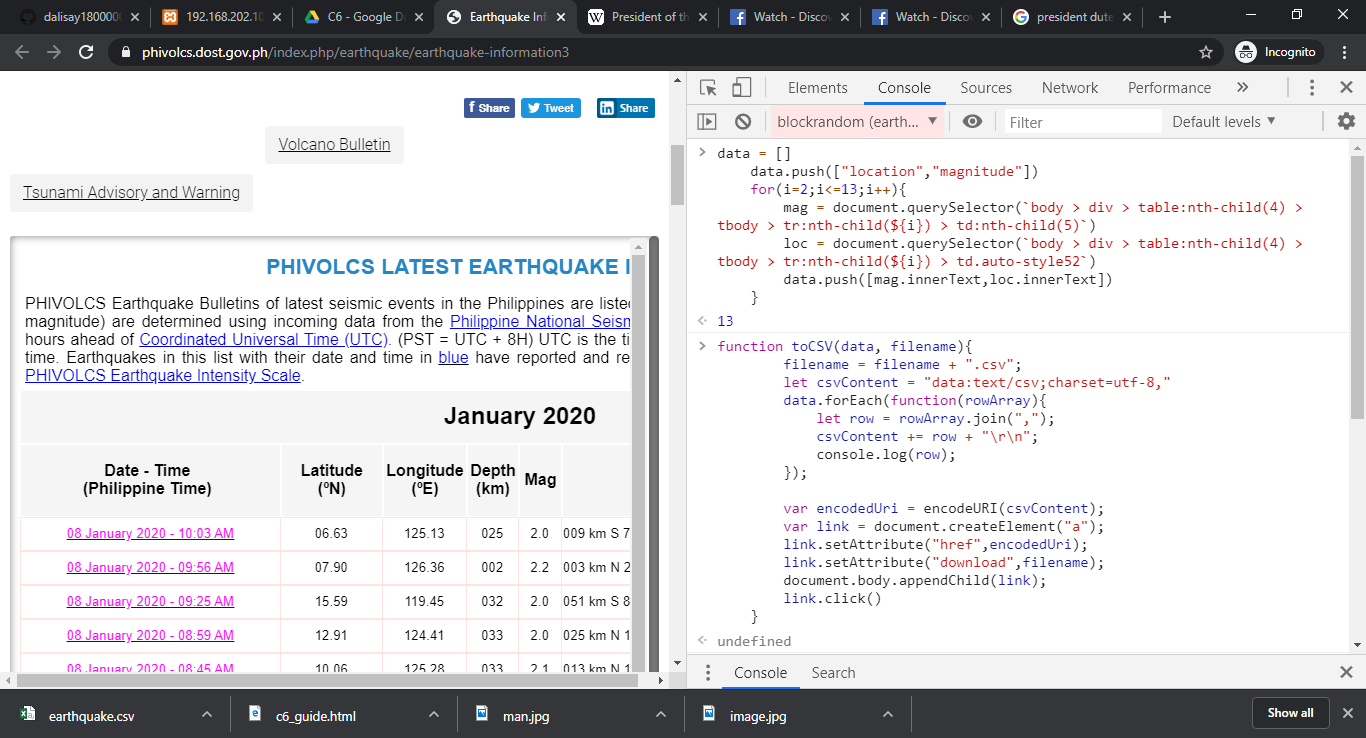 dalisay180000
192.168.202.10
C6 - Google D
Earthquake Inf
President of th
Watch - Discov
Watch - Discov
president dute
phivolcs.dost.gov.ph/index.php/earthquake/earthquake-information3
Incognito
f Share
Tweet
in Share
Volcano Bulletin
Tsunami Advisory and Warning
PHIVOLCS LATEST EARTHQUAKE I
PHIVOLCS Earthquake Bulletins of latest seismic events in the Philippines are liste
magnitude) are determined using incoming data from the Philippine National Seism
hours ahead of Coordinated Universal Time (UTC). (PST = UTC + 8H) UTC is the ti
time. Earthquakes in this list with their date and time in blue have reported and re
PHIVOLCS Earthquake Intensity Scale.
January 2020
Date - Time
(Philippine Time)
Latitude
(ºN)
Longitude
(ºE)
Depth
(km)
Mag
08 January 2020 - 10:03 AM 06.63 125.13 025 2.0 009 km S 7
08 January 2020 - 09:56 AM 07.90 126.36 002 2.2 003 km N 2
08 January 2020 - 09:25 AM 15.59 119.45 032 2.0 051 km S 8
08 January 2020 - 08:59 AM 12.91 124.41 033 2.0 025 km N 1
08 January 2020 - 08:45 AM 10.06 125.28 033 2.1 013 km N 1
Elements Console Sources Network Performance »
blockrandom (earth... Filter Default levels
> data = []
data.push(["location","magnitude"])
for(i=2;i<=13;i++){
mag = document.querySelector(`body > div > table:nth-child(4) >
tbody > tr:nth-child(${i}) > td:nth-child(5)`)
loc = document.querySelector(`body > div > table:nth-child(4) >
tbody > tr:nth-child(${i}) > td.auto-style52`)
data.push([mag.innerText,loc.innerText])
}
13
> function toCSV(data, filename){
filename = filename + ".csv";
let csvContent = "data:text/csv;charset=utf-8,"
data.forEach(function(rowArray){
let row = rowArray.join(",");
csvContent += row + "\r\n";
console.log(row);
});
var encodedUri = encodeURI(csvContent);
var link = document.createElement("a");
link.setAttribute("href",encodedUri);
link.setAttribute("download",filename);
document.body.appendChild(link);
link.click()
}
undefined
Console Search
earthquake.csv
c6_guide.html
man.jpg
image.jpg
Show all